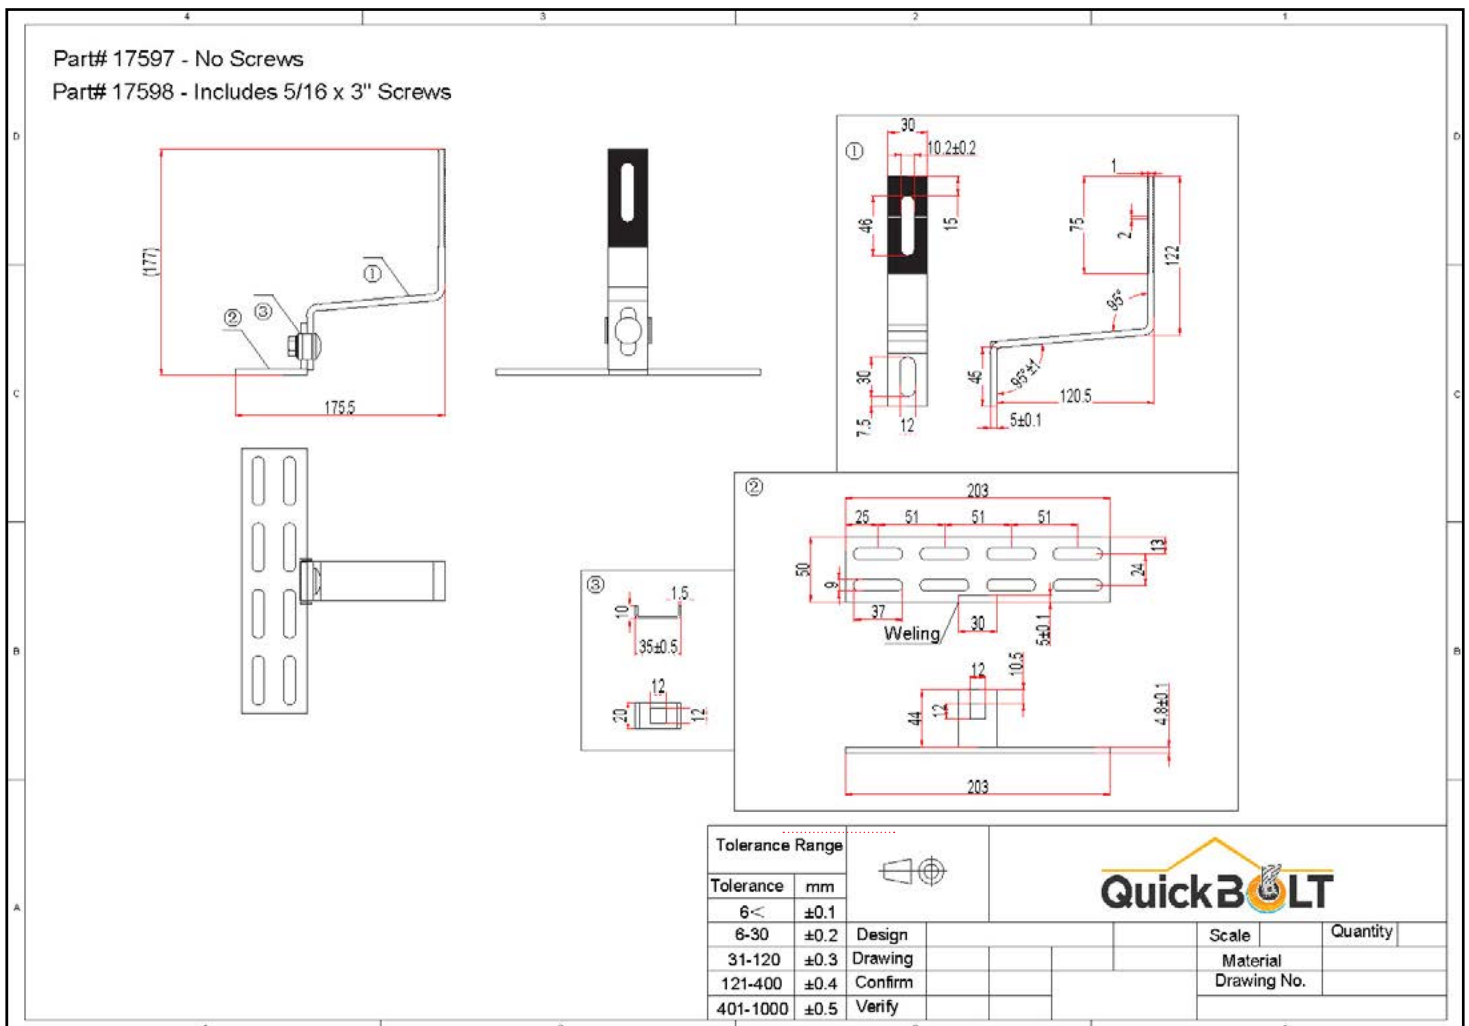 4 3 2 1
Part# 17597 - No Screws
Part# 17598 - Includes 5/16 x 3" Screws
D D
C C
B B
A A
(177)
①
②
③
175.5
①
30
10.2±0.2
46
15
30
7.5
12
1
75
2
122
95°
95°±1
45
120.5
5±0.1
②
203
25 51 51 51
50
9
37
13
24
Weling
30
5±0.1
12
10.5
44
12
4.8±0.1
203
③
1.5
10
35±0.5
12
20
12
Tolerance Range
Tolerance mm
6< ±0.1
6-30 ±0.2
31-120 ±0.3
121-400 ±0.4
401-1000 ±0.5
Design
Drawing
Confirm
Verify
QuickBOLT
Scale Quantity
Material
Drawing No.